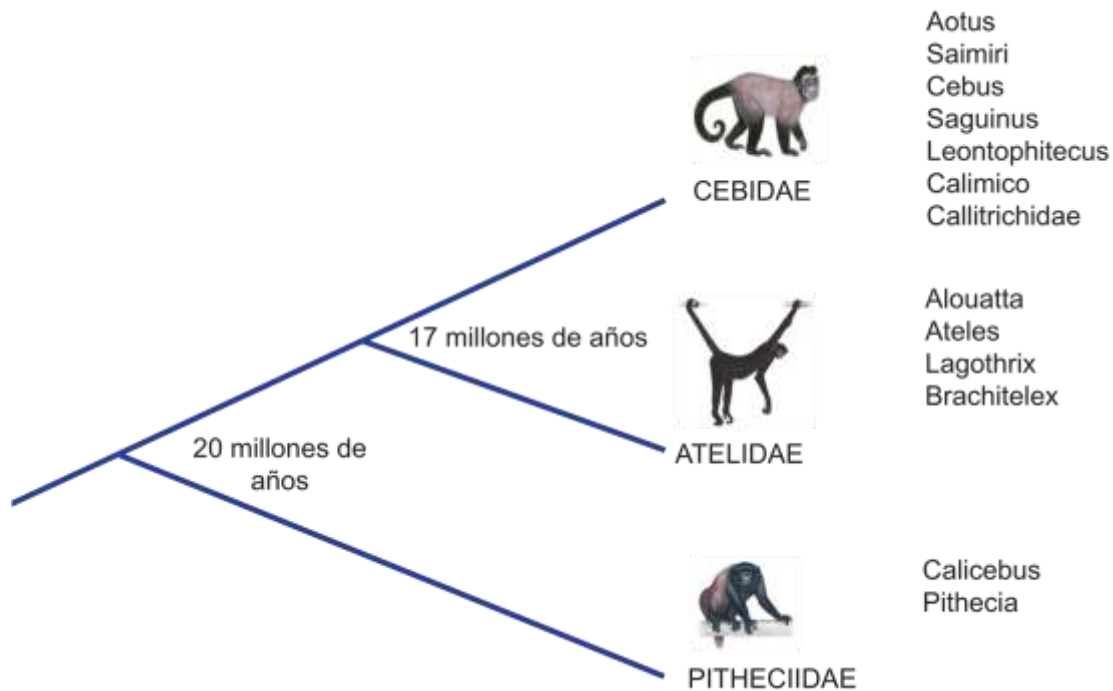 Aotus
Saimiri
Cebus
Saguinus
Leontophitecus
Calimico
Callitrichidae
CEBIDAE
17 millones de años
Alouatta
Ateles
Lagothrix
Brachitelex
ATELIDAE
20 millones de
años
Calicebus
Pithecia
PITHECIIDAE